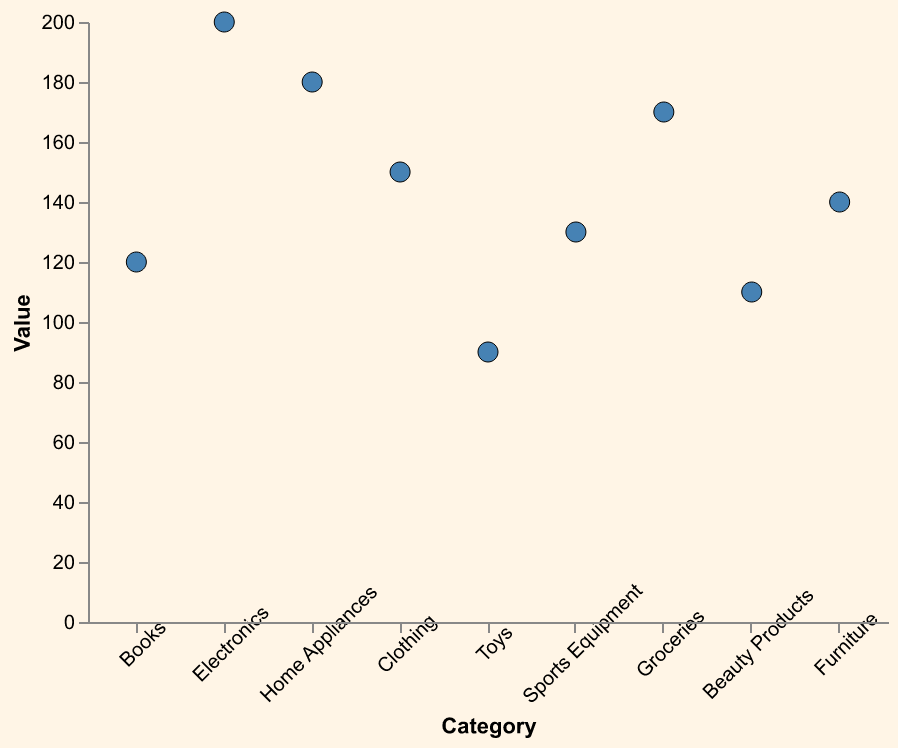 200
180
160
140
120
100
80
60
40
20
0
Value
Books
Electronics
Home Appliances
Clothing
Toys
Sports Equipment
Groceries
Beauty Products
Furniture
Category